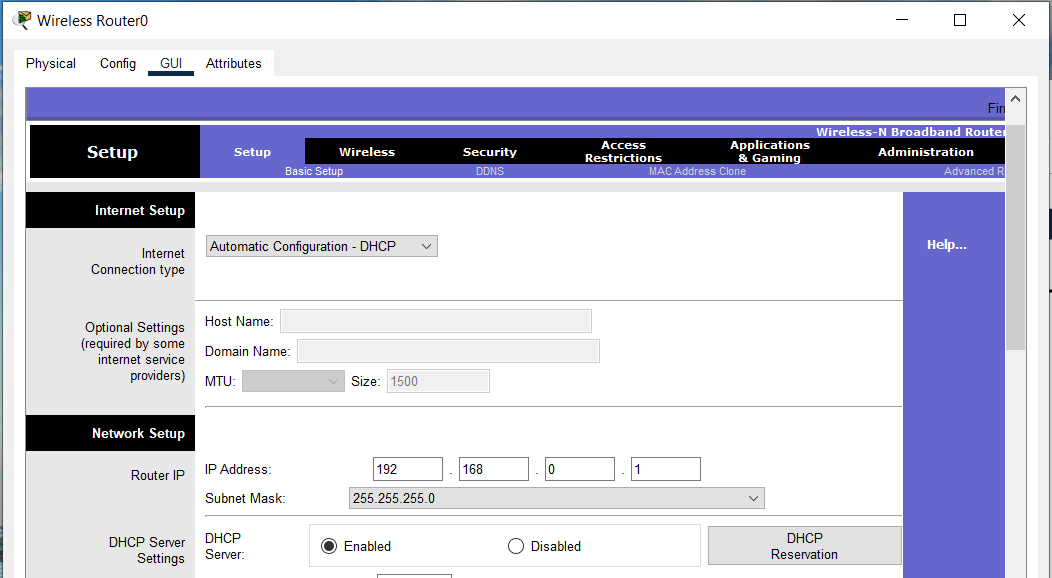 Wireless Router0
Physical Config GUI Attributes
Wireless-N Broadband Router
Setup
Setup Wireless Security Access Restrictions Applications & Gaming Administration
Basic Setup DDNS MAC Address Clone Advanced R
Internet Setup
Help...
Internet
Connection type
Automatic Configuration - DHCP
Optional Settings
(required by some
internet service
providers)
Host Name:
Domain Name:
MTU: Size: 1500
Network Setup
Router IP
IP Address: 192 . 168 . 0 . 1
Subnet Mask: 255.255.255.0
DHCP Server
Settings
DHCP
Server:
Enabled Disabled
DHCP
Reservation